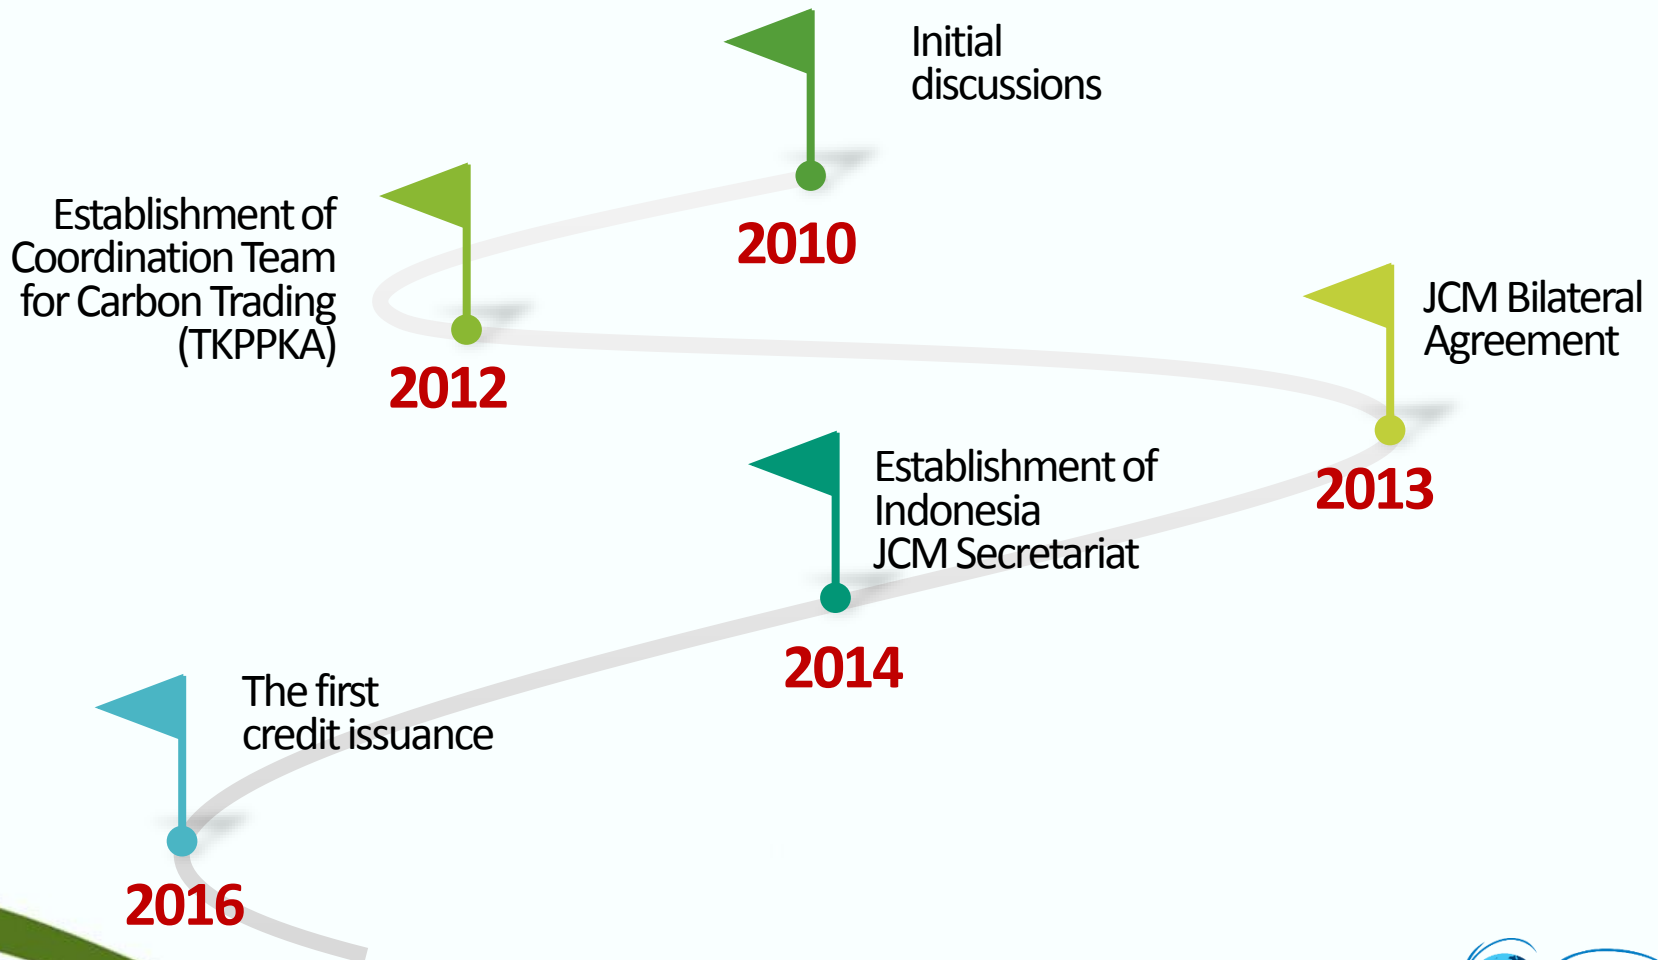 Initial
discussions
2010
Establishment of
Coordination Team
for Carbon Trading
(TKPPKA)
2012
JCM Bilateral
Agreement
2013
Establishment of
Indonesia
JCM Secretariat
2014
The first
credit issuance
2016